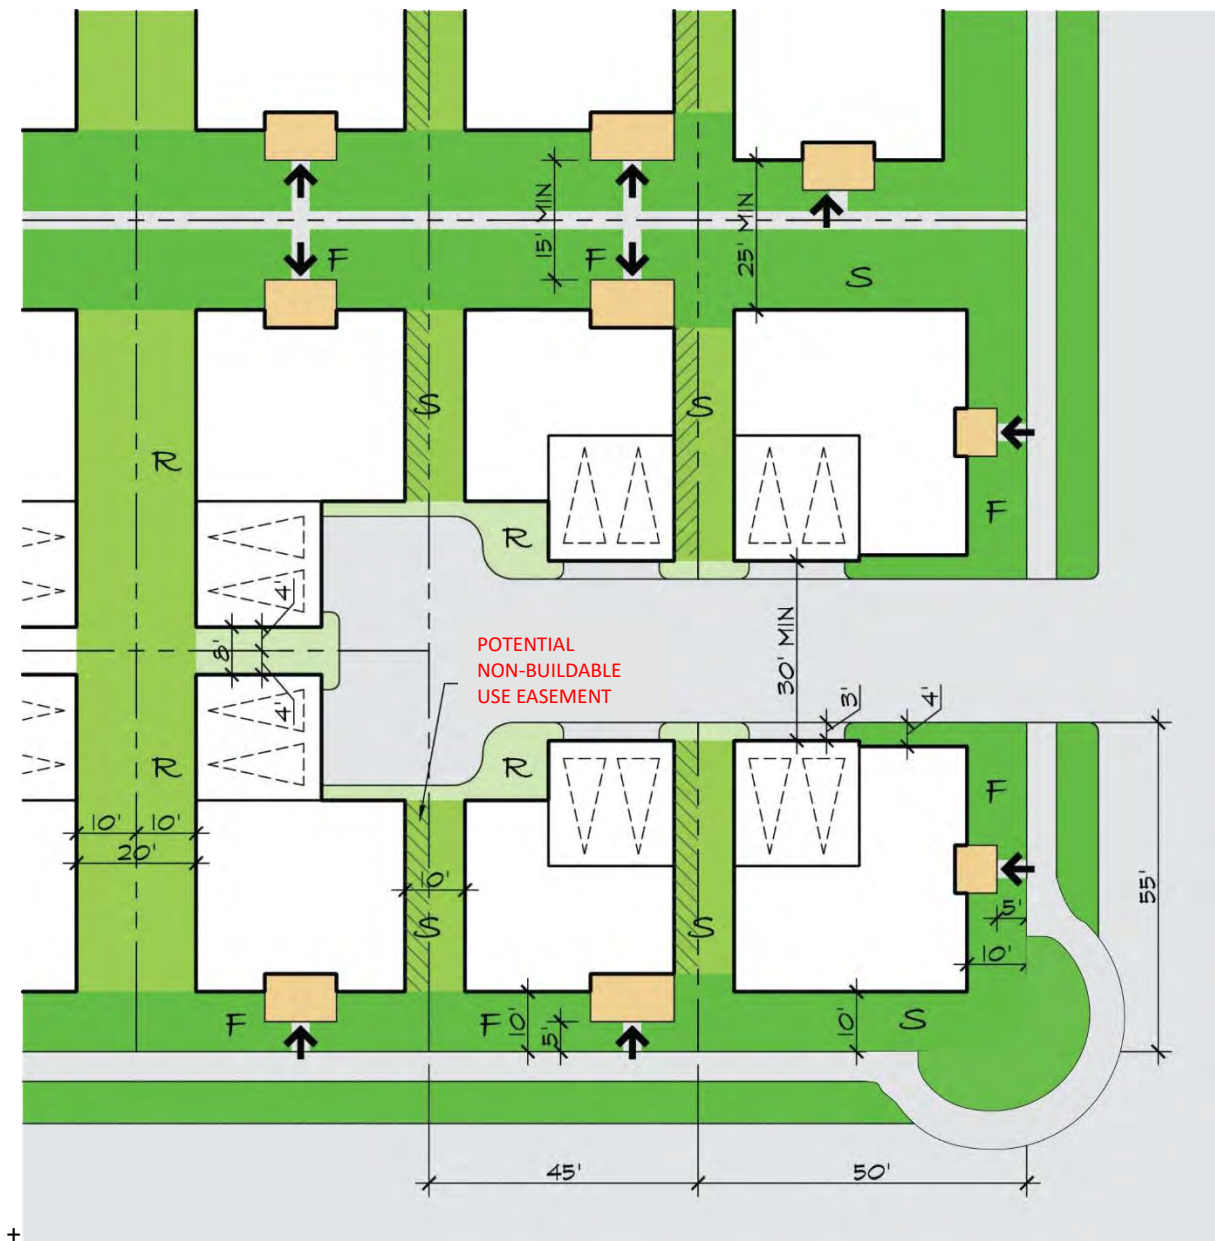 15' MIN
25' MIN
F
F
S
S
S
R
F
R
4'
8'
4'
POTENTIAL
NON-BUILDABLE
USE EASEMENT
30' MIN
3'
4'
R
R
F
10'
10'
20'
10'
55'
5'
10'
S
S
F
F
10'
5'
10'
S
45'
50'
+